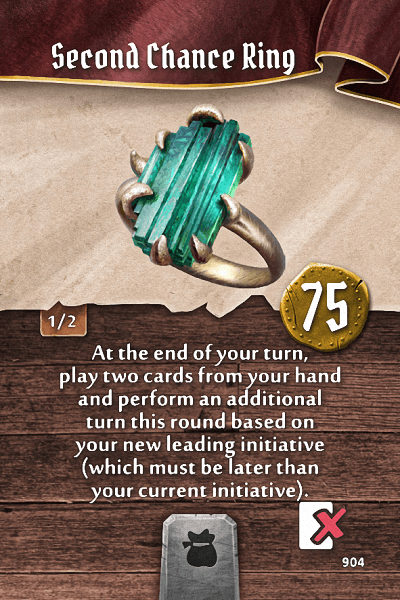 Second Chance Ring
75
1/2
At the end of your turn,
play two cards from your hand
and perform an additional
turn this round based on
your new leading initiative
(which must be later than
your current initiative).
904